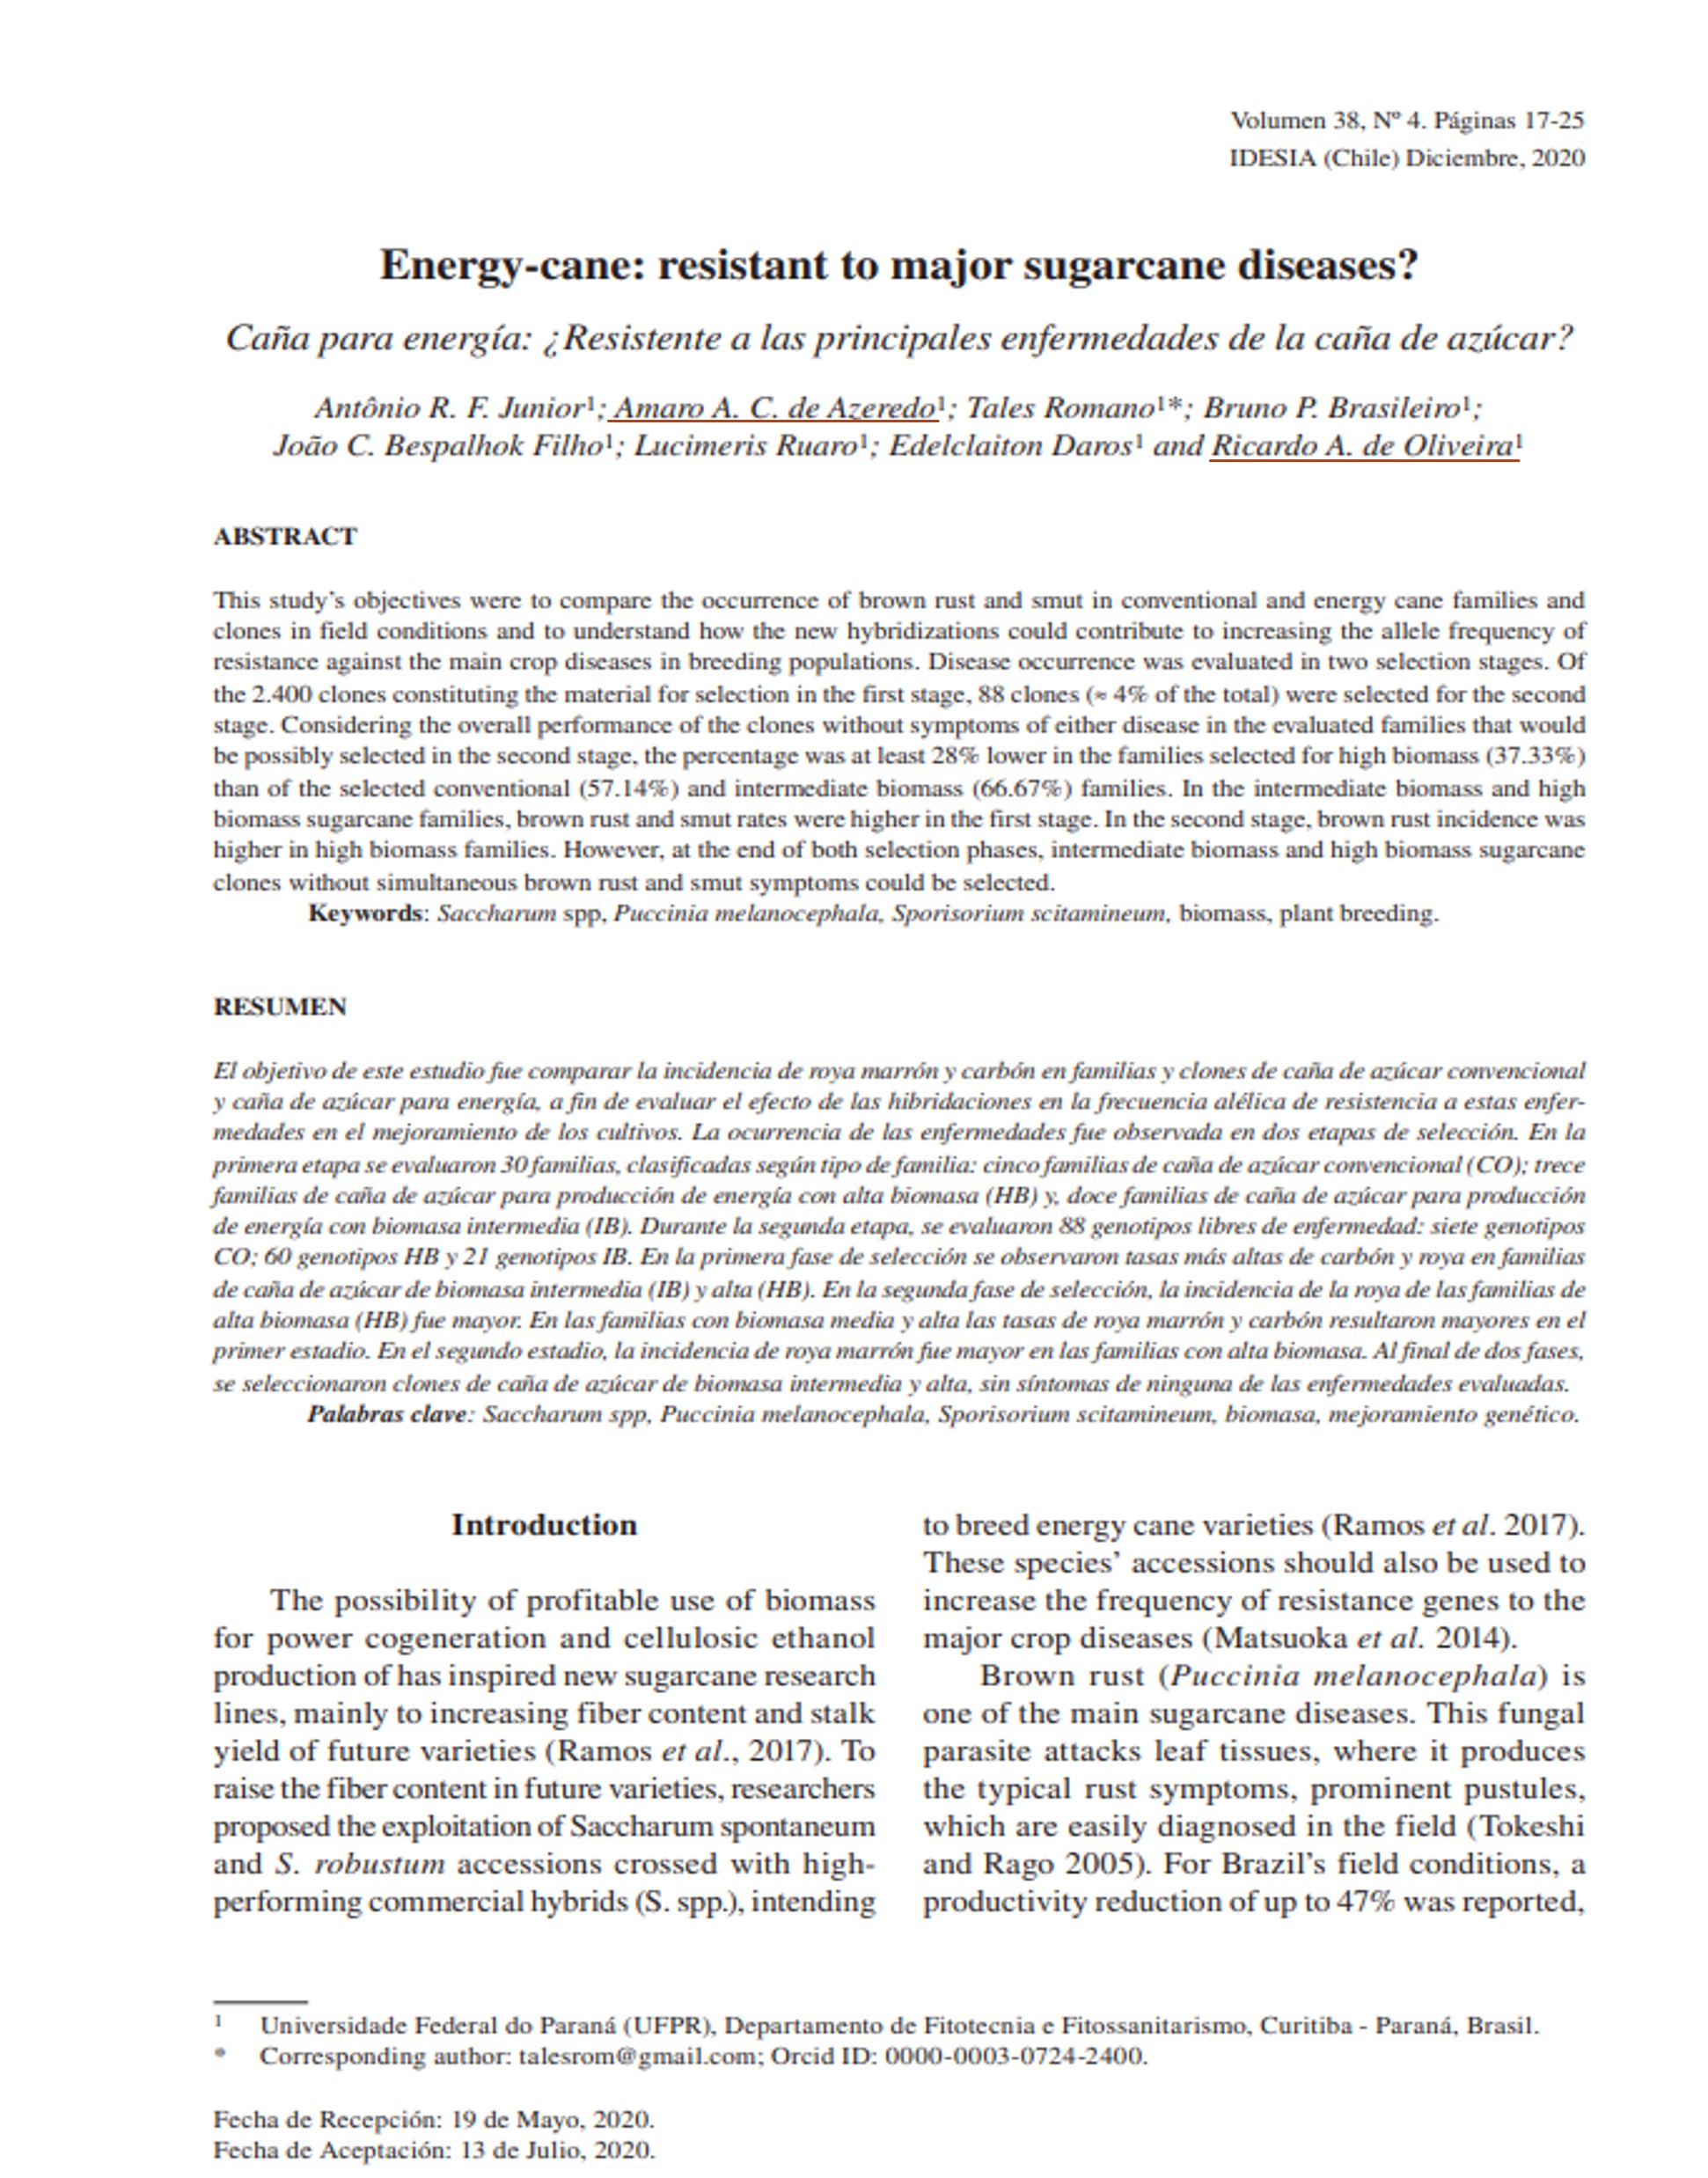 Volumen 38, Nº 4. Páginas 17-25
IDESIA (Chile) Diciembre, 2020
Energy-cane: resistant to major sugarcane diseases?
Caña para energía: ¿Resistente a las principales enfermedades de la caña de azúcar?
Antônio R. F. Junior¹; Amaro A. C. de Azeredo¹; Tales Romano¹*; Bruno P. Brasileiro¹;
João C. Bespalhok Filho¹; Lucimeris Ruaro¹; Edelclaiton Daros¹ and Ricardo A. de Oliveira¹
ABSTRACT
This study's objectives were to compare the occurrence of brown rust and smut in conventional and energy cane families and
clones in field conditions and to understand how the new hybridizations could contribute to increasing the allele frequency of
resistance against the main crop diseases in breeding populations. Disease occurrence was evaluated in two selection stages. Of
the 2.400 clones constituting the material for selection in the first stage, 88 clones (≈ 4% of the total) were selected for the second
stage. Considering the overall performance of the clones without symptoms of either disease in the evaluated families that would
be possibly selected in the second stage, the percentage was at least 28% lower in the families selected for high biomass (37.33%)
than of the selected conventional (57.14%) and intermediate biomass (66.67%) families. In the intermediate biomass and high
biomass sugarcane families, brown rust and smut rates were higher in the first stage. In the second stage, brown rust incidence was
higher in high biomass families. However, at the end of both selection phases, intermediate biomass and high biomass sugarcane
clones without simultaneous brown rust and smut symptoms could be selected.
Keywords: Saccharum spp, Puccinia melanocephala, Sporisorium scitamineum, biomass, plant breeding.
RESUMEN
El objetivo de este estudio fue comparar la incidencia de roya marrón y carbón en familias y clones de caña de azúcar convencional
y caña de azúcar para energía, a fin de evaluar el efecto de las hibridaciones en la frecuencia alélica de resistencia a estas enfer-
medades en el mejoramiento de los cultivos. La ocurrencia de las enfermedades fue observada en dos etapas de selección. En la
primera etapa se evaluaron 30 familias, clasificadas según tipo de familia: cinco familias de caña de azúcar convencional (CO); trece
familias de caña de azúcar para producción de energía con alta biomasa (HB) y, doce familias de caña de azúcar para producción
de energía con biomasa intermedia (IB). Durante la segunda etapa, se evaluaron 88 genotipos libres de enfermedad: siete genotipos
CO; 60 genotipos HB y 21 genotipos IB. En la primera fase de selección se observaron tasas más altas de carbón y roya en familias
de caña de azúcar de biomasa intermedia (IB) y alta (HB). En la segunda fase de selección, la incidencia de la roya de las familias de
alta biomasa (HB) fue mayor. En las familias con biomasa media y alta las tasas de roya marrón y carbón resultaron mayores en el
primer estadio. En el segundo estadio, la incidencia de roya marrón fue mayor en las familias con alta biomasa. Al final de dos fases,
se seleccionaron clones de caña de azúcar de biomasa intermedia y alta, sin síntomas de ninguna de las enfermedades evaluadas.
Palabras clave: Saccharum spp, Puccinia melanocephala, Sporisorium scitamineum, biomasa, mejoramiento genético.
Introduction
The possibility of profitable use of biomass
for power cogeneration and cellulosic ethanol
production of has inspired new sugarcane research
lines, mainly to increasing fiber content and stalk
yield of future varieties (Ramos et al., 2017). To
raise the fiber content in future varieties, researchers
proposed the exploitation of Saccharum spontaneum
and S. robustum accessions crossed with high-
performing commercial hybrids (S. spp.), intending
to breed energy cane varieties (Ramos et al. 2017).
These species' accessions should also be used to
increase the frequency of resistance genes to the
major crop diseases (Matsuoka et al. 2014).
Brown rust (Puccinia melanocephala) is
one of the main sugarcane diseases. This fungal
parasite attacks leaf tissues, where it produces
the typical rust symptoms, prominent pustules,
which are easily diagnosed in the field (Tokeshi
and Rago 2005). For Brazil's field conditions, a
productivity reduction of up to 47% was reported,
1 Universidade Federal do Paraná (UFPR), Departamento de Fitotecnia e Fitossanitarismo, Curitiba - Paraná, Brasil.
* Corresponding author: talesrom@gmail.com; Orcid ID: 0000-0003-0724-2400.
Fecha de Recepción: 19 de Mayo, 2020.
Fecha de Aceptación: 13 de Julio, 2020.